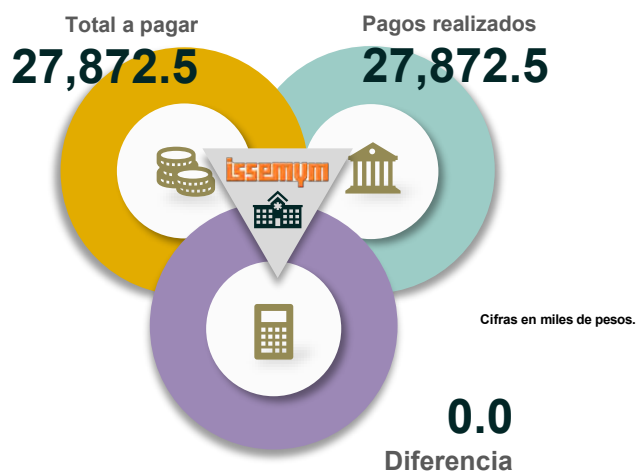 Total a pagar
27,872.5
Pagos realizados
27,872.5
issemym
Cifras en miles de pesos.
0.0
Diferencia